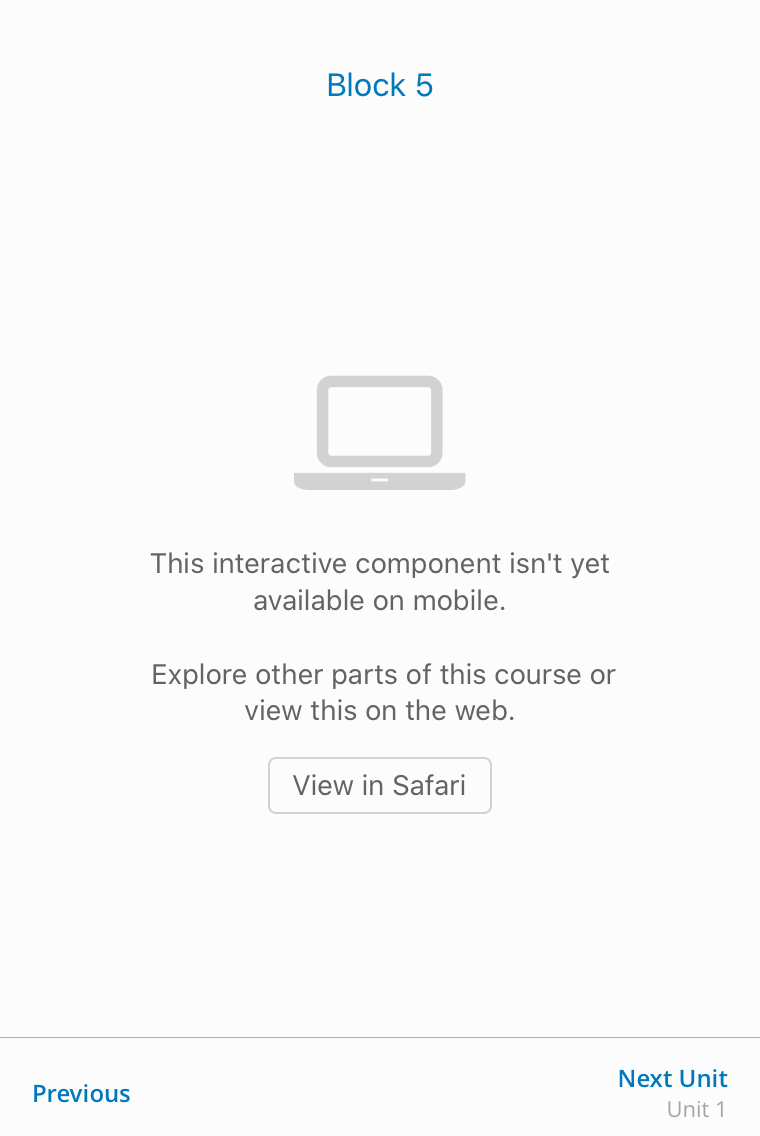 Block 5
This interactive component isn't yet
available on mobile.
Explore other parts of this course or
view this on the web.
View in Safari
Previous
Next Unit
Unit 1